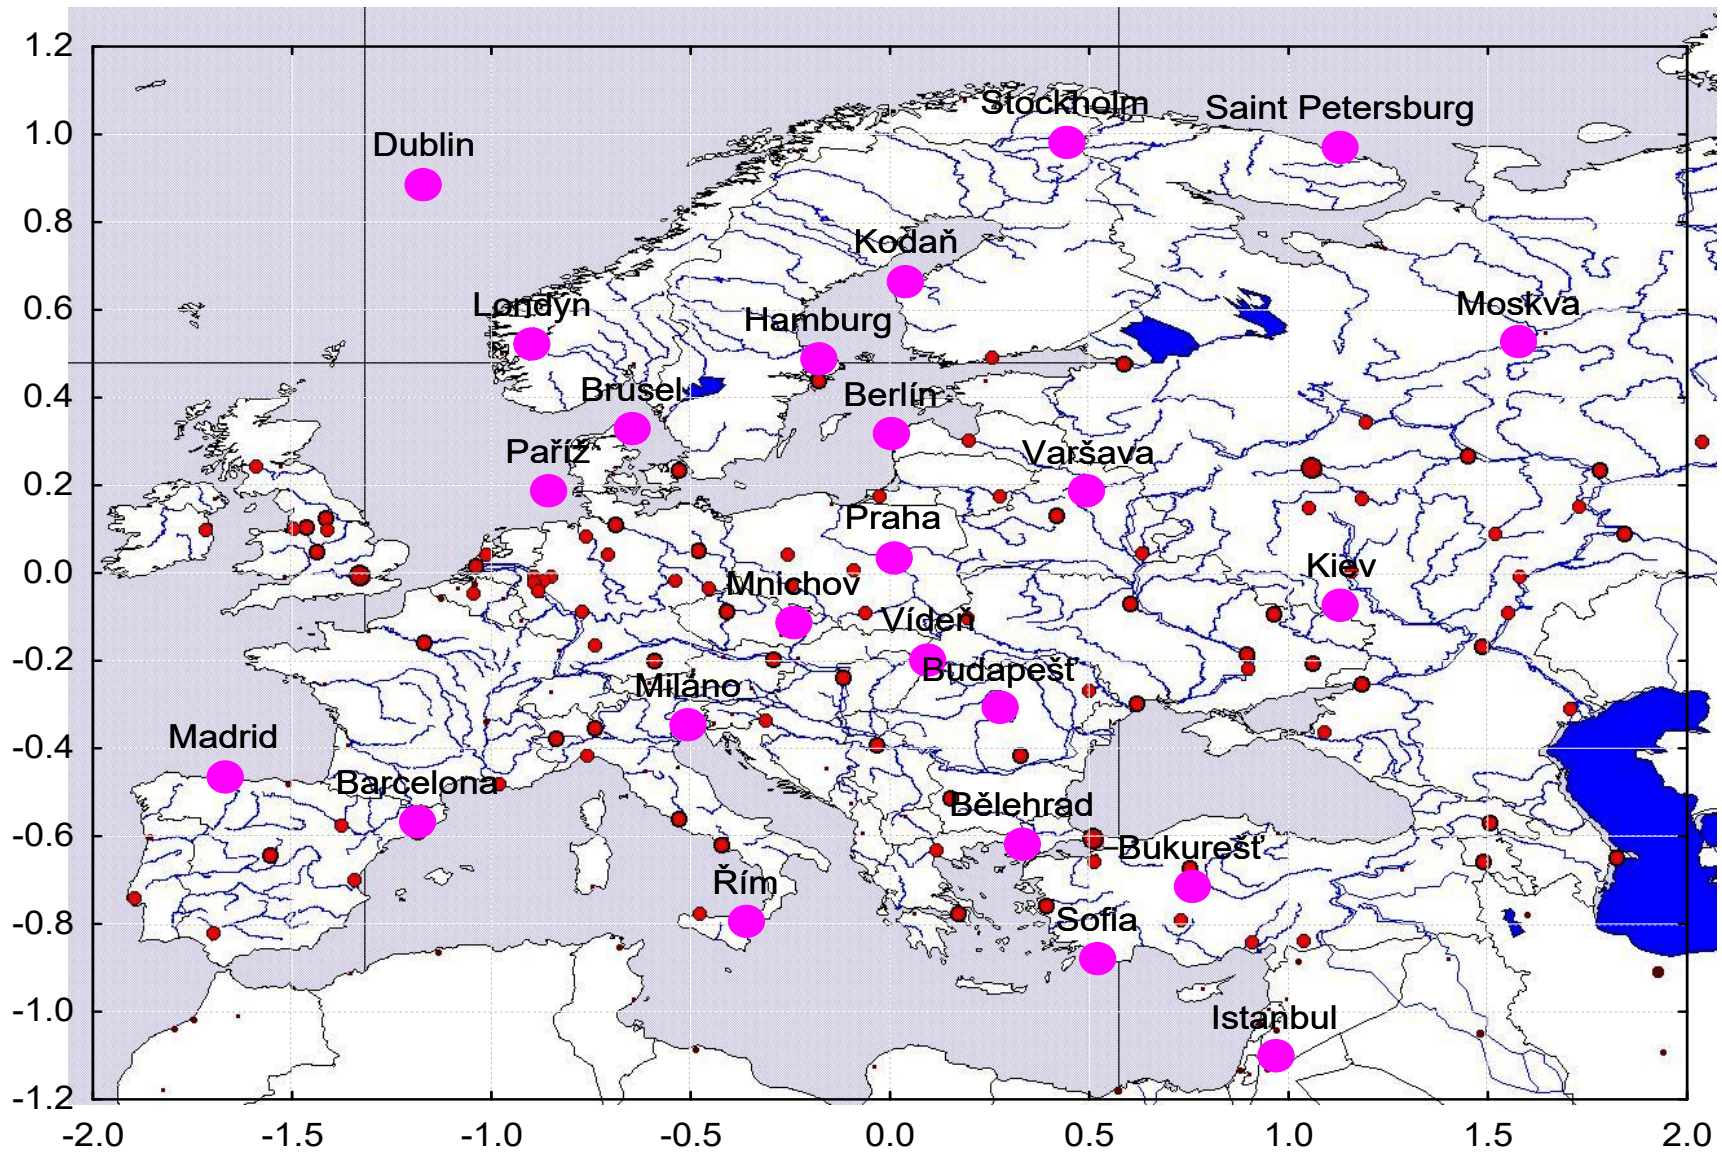 1.2
Stockholm
Saint Petersburg
1.0
Dublin
0.8
Kodaň
0.6
Londýn
Hamburg
Moskva
0.4
Brusel
Berlín
Paříž
Varšava
0.2
Praha
0.0
Mnichov
Kiev
Vídeň
-0.2
Budapešť
Miláno
Madrid
-0.4
Barcelona
Bělehrad
-0.6
Bukurešť
Řím
-0.8
Sofia
-1.0
Istanbul
-1.2
-2.0 -1.5 -1.0 -0.5 0.0 0.5 1.0 1.5 2.0